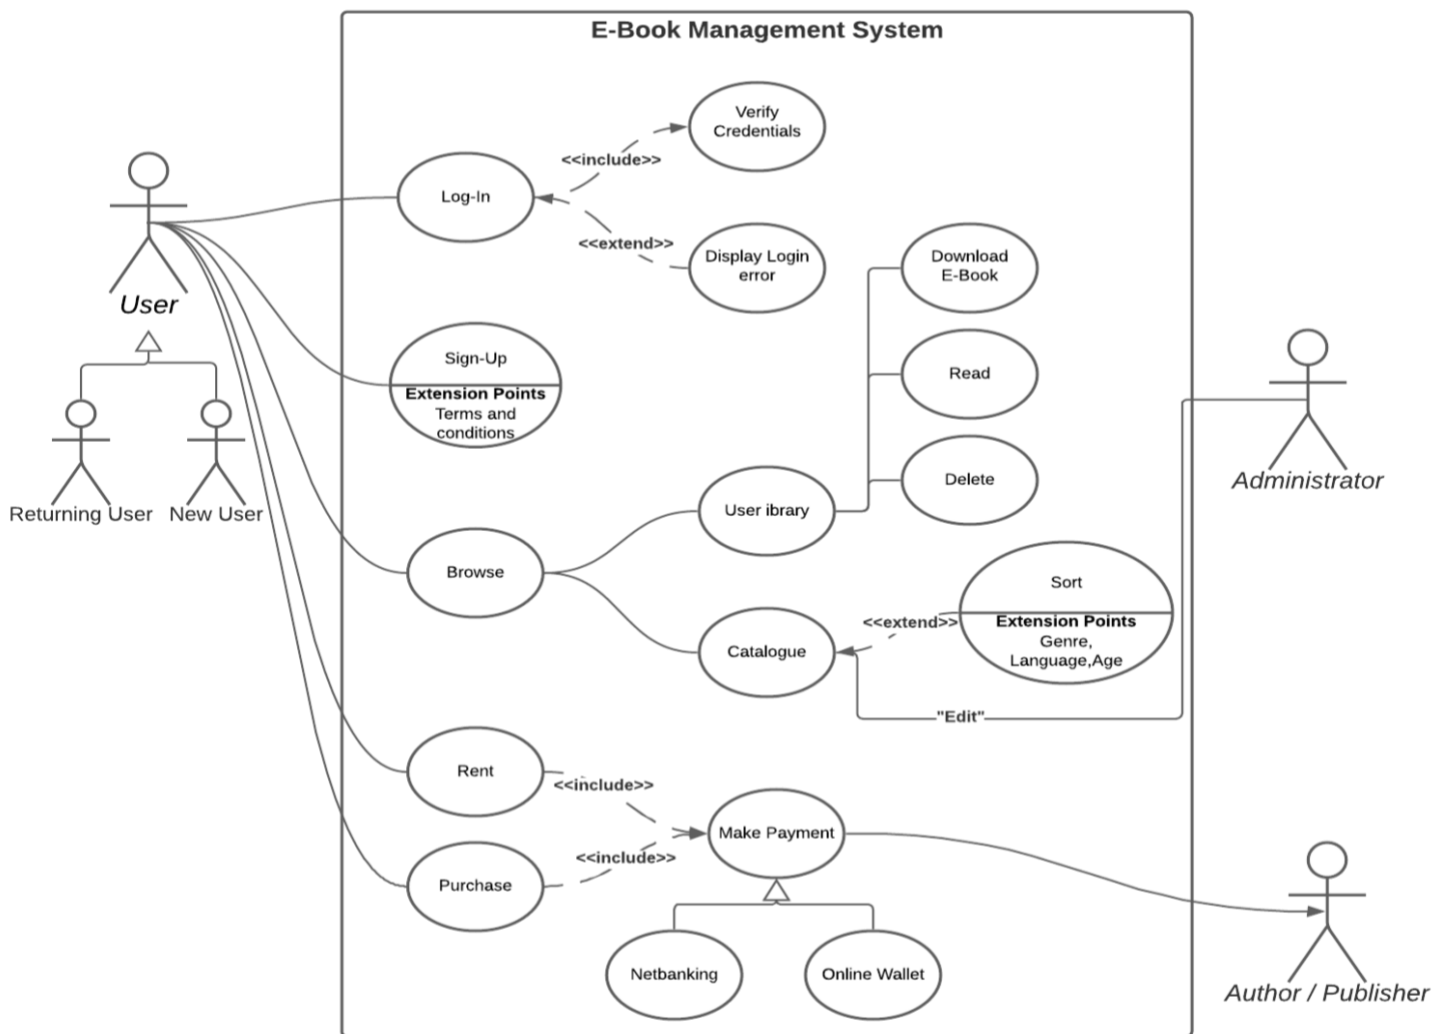 E-Book Management System
Verify
Credentials
<<include>>
Log-In
<<extend>>
Display Login
error
Download
E-Book
User
Sign-Up
Extension Points
Terms and
conditions
Read
Delete
Administrator
Returning User
New User
User ibrary
Browse
Sort
Extension Points
Genre,
Language,Age
<<extend>>
Catalogue
"Edit"
Rent
<<include>>
Make Payment
<<include>>
Purchase
Netbanking
Online Wallet
Author / Publisher